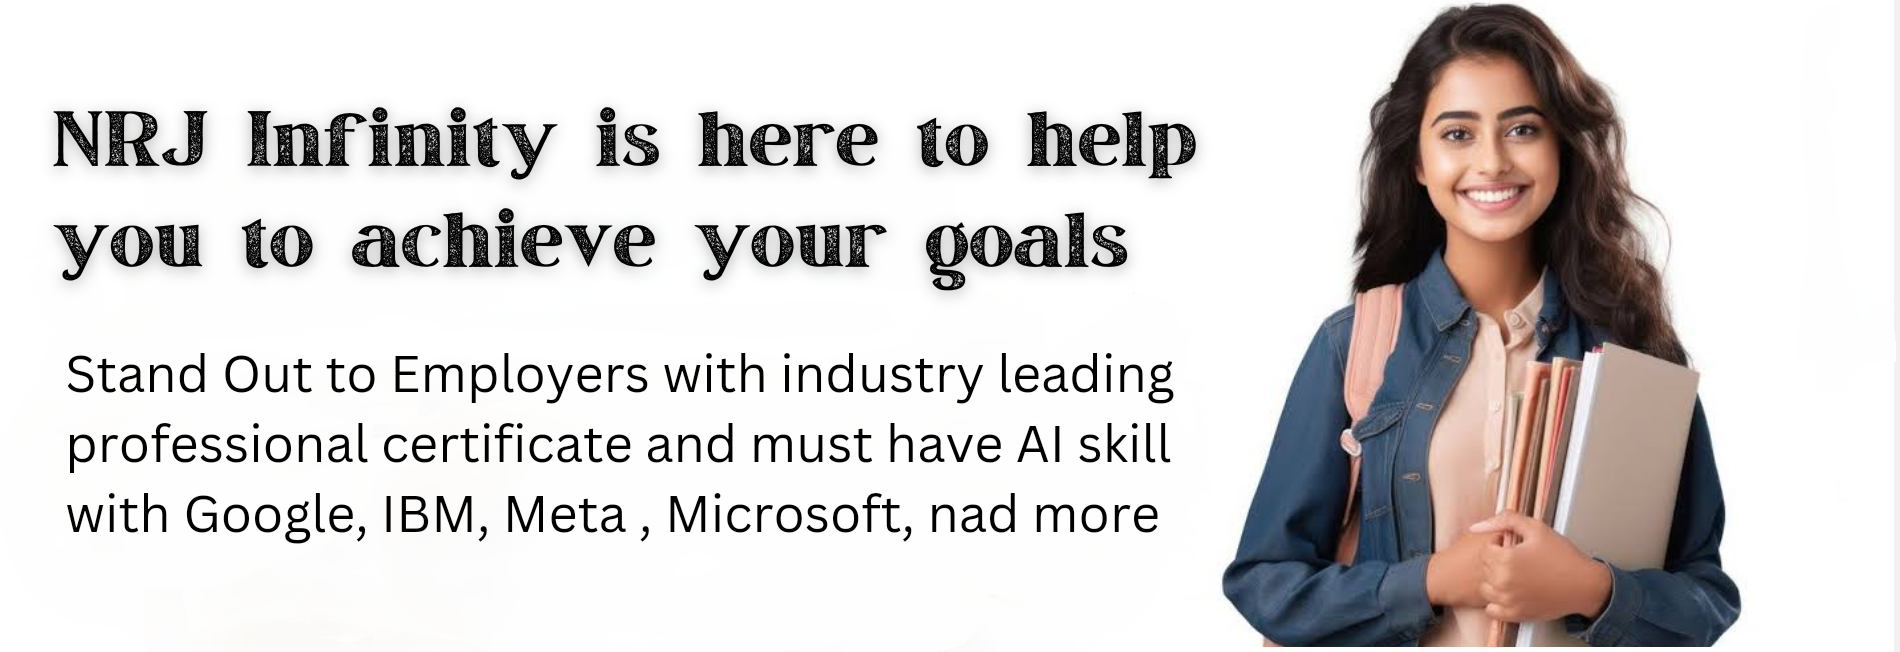 NRJ Infinity is here to help
you to achieve your goals
Stand Out to Employers with industry leading
professional certificate and must have AI skill
with Google, IBM, Meta , Microsoft, nad more